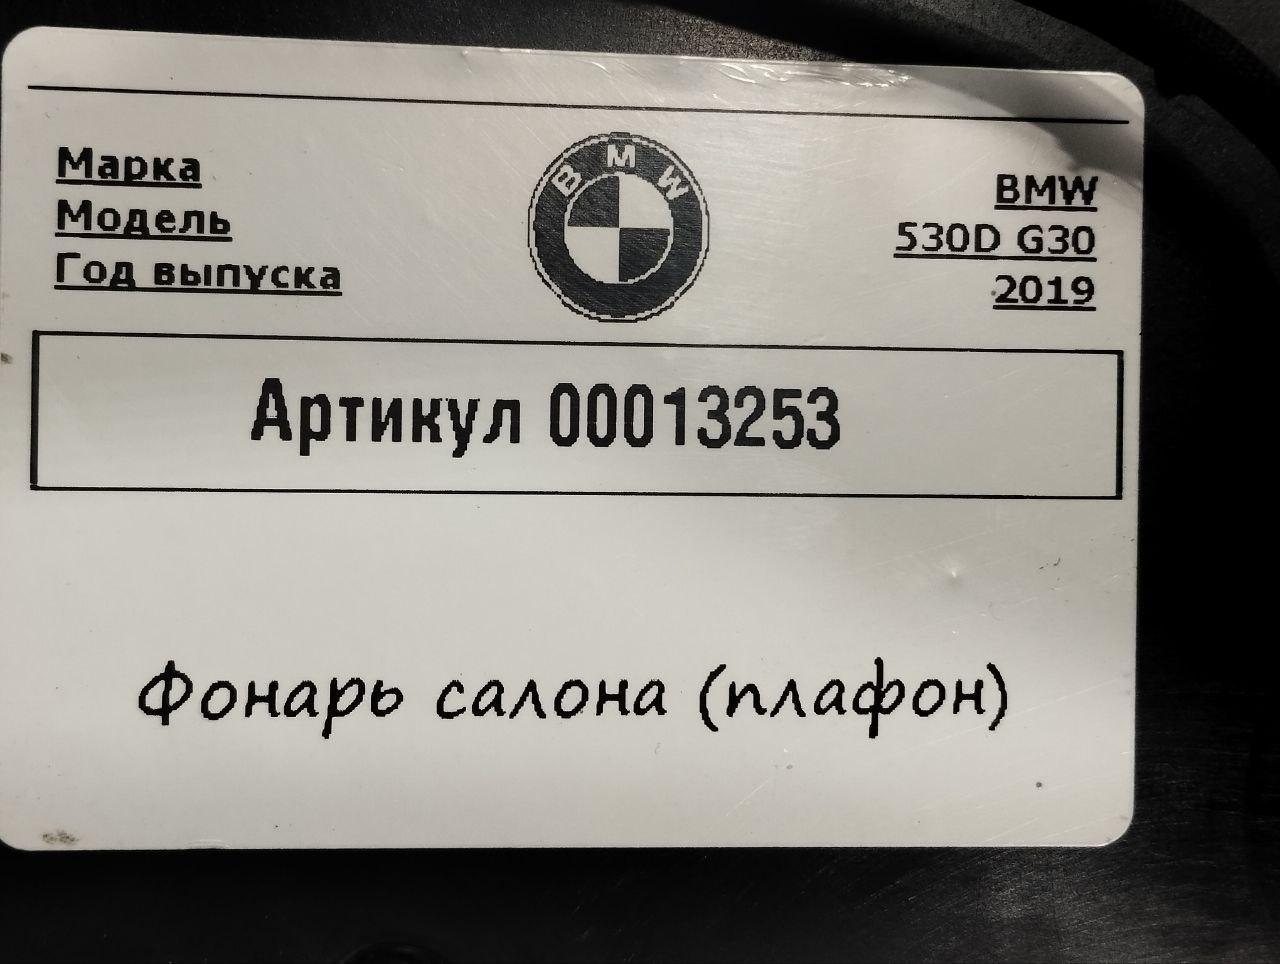 Марка
Модель
Год выпуска
BMW
BMW
530D G30
2019
Артикул 00013253
Фонарь салона (плафон)